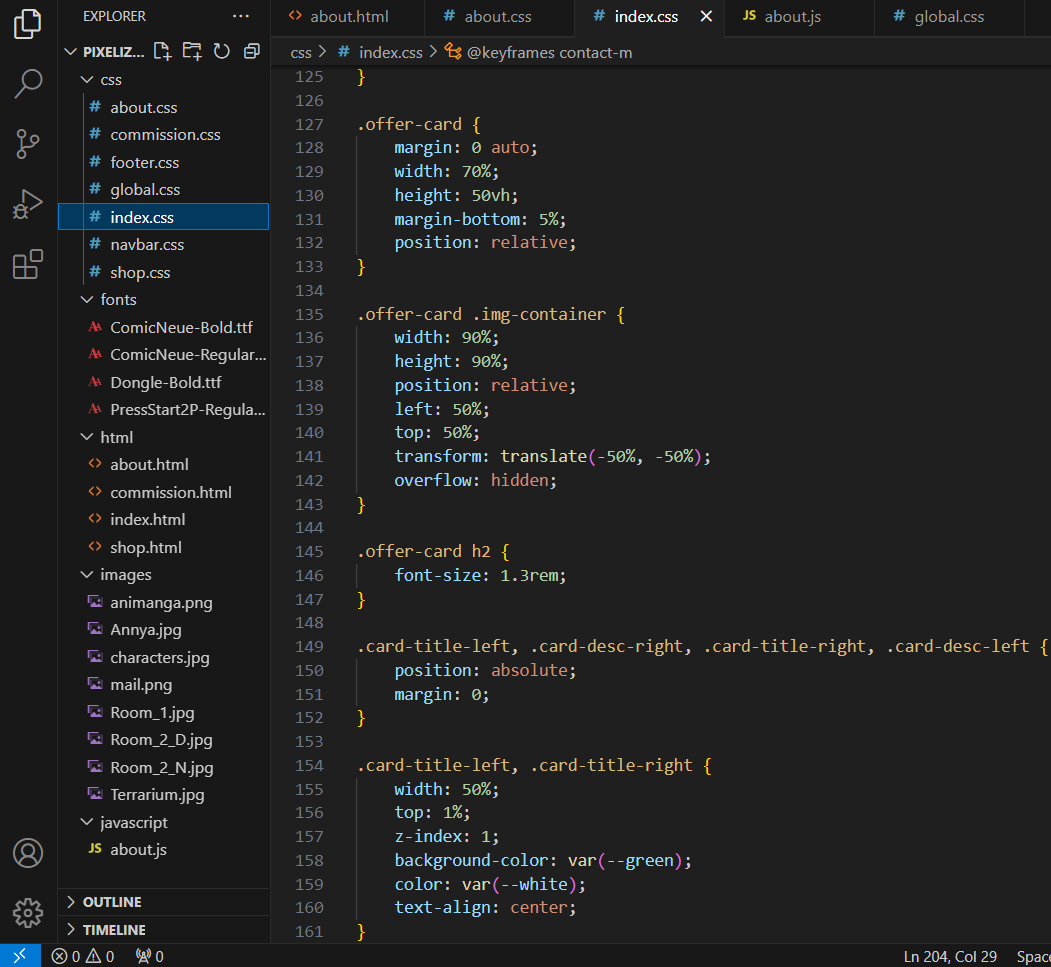 EXPLORER ···
about.html
# about.css
# index.css ×
JS about.js
# global.css
PIXELIZ...
css > # index.css > @keyframes contact-m
css
# about.css
# commission.css
# footer.css
# global.css
# index.css
# navbar.css
# shop.css
fonts
ComicNeue-Bold.ttf
ComicNeue-Regular...
Dongle-Bold.ttf
PressStart2P-Regula...
html
<> about.html
<> commission.html
<> index.html
<> shop.html
images
animanga.png
Annya.jpg
characters.jpg
mail.png
Room_1.jpg
Room_2_D.jpg
Room_2_N.jpg
Terrarium.jpg
javascript
JS about.js
> OUTLINE
> TIMELINE
125 }
126
127 .offer-card {
128 margin: 0 auto;
129 width: 70%;
130 height: 50vh;
131 margin-bottom: 5%;
132 position: relative;
133 }
134
135 .offer-card .img-container {
136 width: 90%;
137 height: 90%;
138 position: relative;
139 left: 50%;
140 top: 50%;
141 transform: translate(-50%, -50%);
142 overflow: hidden;
143 }
144
145 .offer-card h2 {
146 font-size: 1.3rem;
147 }
148
149 .card-title-left, .card-desc-right, .card-title-right, .card-desc-left {
150 position: absolute;
151 margin: 0;
152 }
153
154 .card-title-left, .card-title-right {
155 width: 50%;
156 top: 1%;
157 z-index: 1;
158 background-color: var(--green);
159 color: var(--white);
160 text-align: center;
161 }
0 0 0
Ln 204, Col 29 Space